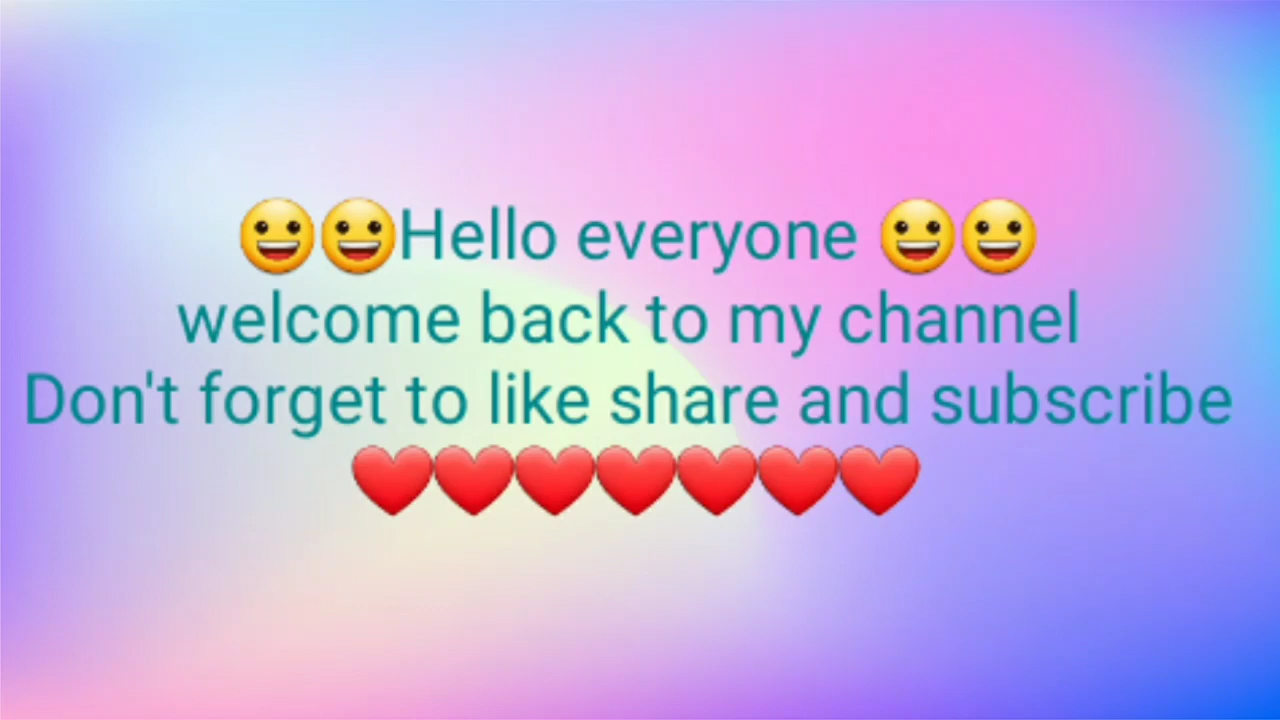 😀😀Hello everyone 😀😀
welcome back to my channel
Don't forget to like share and subscribe
❤️❤️❤️❤️❤️❤️❤️